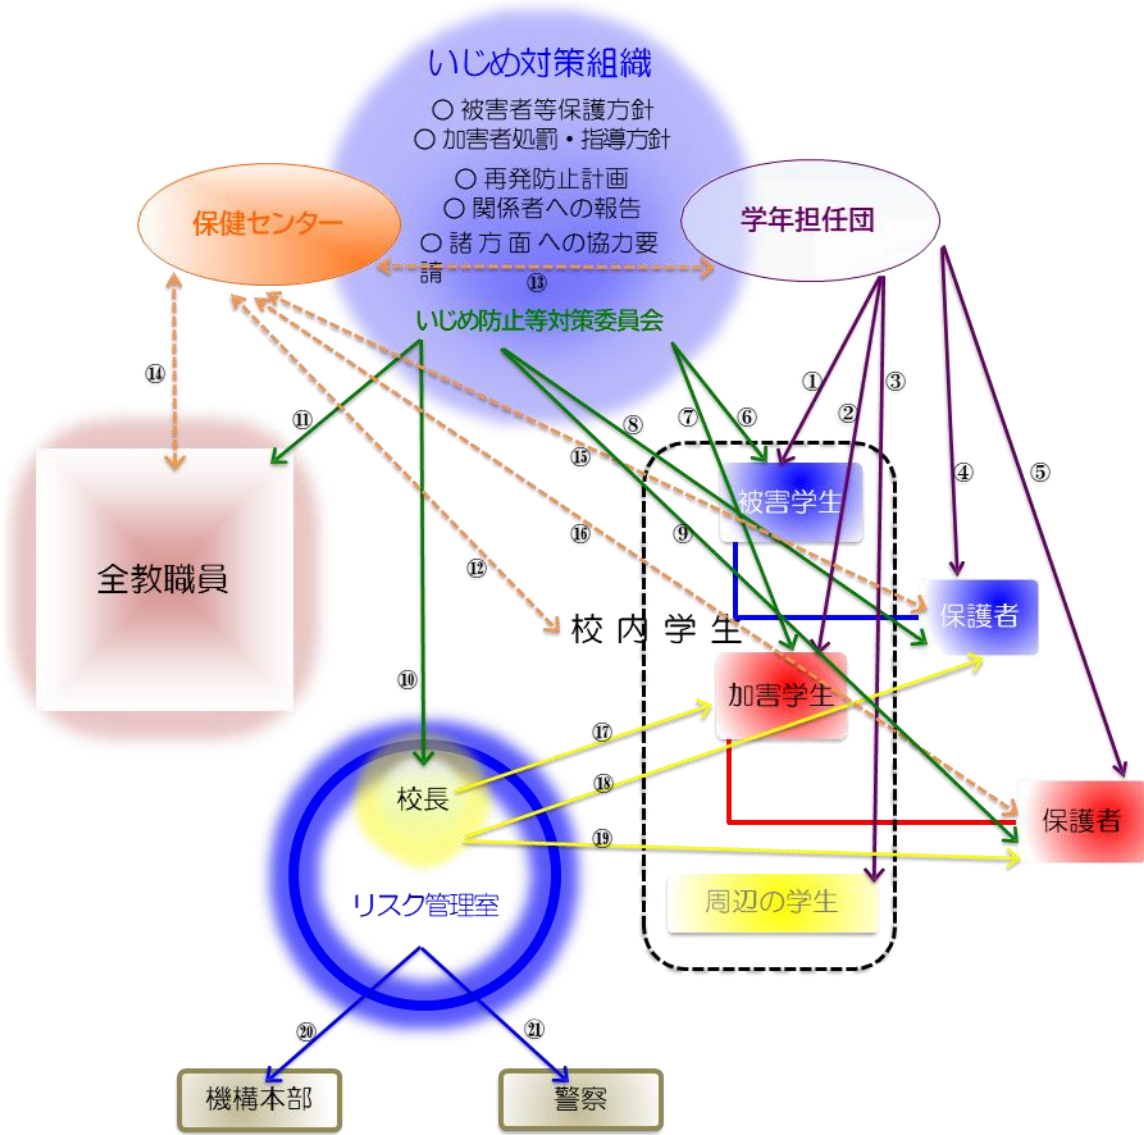 いじめ対策組織
○ 被害者等保護方針
○ 加害者処罰・指導方針
○ 再発防止計画
○ 関係者への報告
○ 諸方面への協力要
請
保健センター
学年担任団
⑬
いじめ防止等対策委員会
⑭
⑪
①
②
③
⑥
⑦
⑧
⑮
④
⑤
被害学生
⑯
⑨
⑫
全教職員
保護者
校内学生
加害学生
⑩
⑰
⑱
校長
保護者
⑲
周辺の学生
リスク管理室
⑳
㉑
機構本部
警察